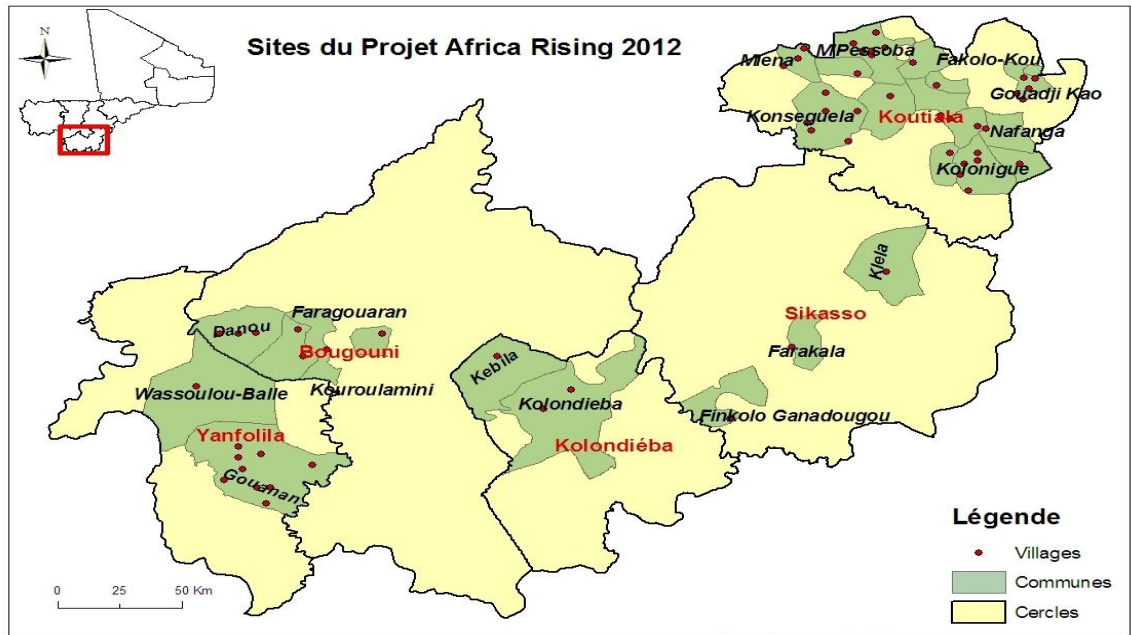 N
Sites du Projet Africa Rising 2012
M'Pessoba
Miena
Fakolo-Kou
Gouadji Kao
Konseguela
Koutiala
Nafanga
Kolonigue
Klela
Sikasso
Farakala
Faragouaran
Danou
Bougouni
Kebila
Kouroulamini
Wassoulou-Balle
Kolondieba
Finkolo Ganadougou
Yanfolila
Kolondiéba
Gouanan
Légende
Villages
Communes
Cercles
0 25 50 Km